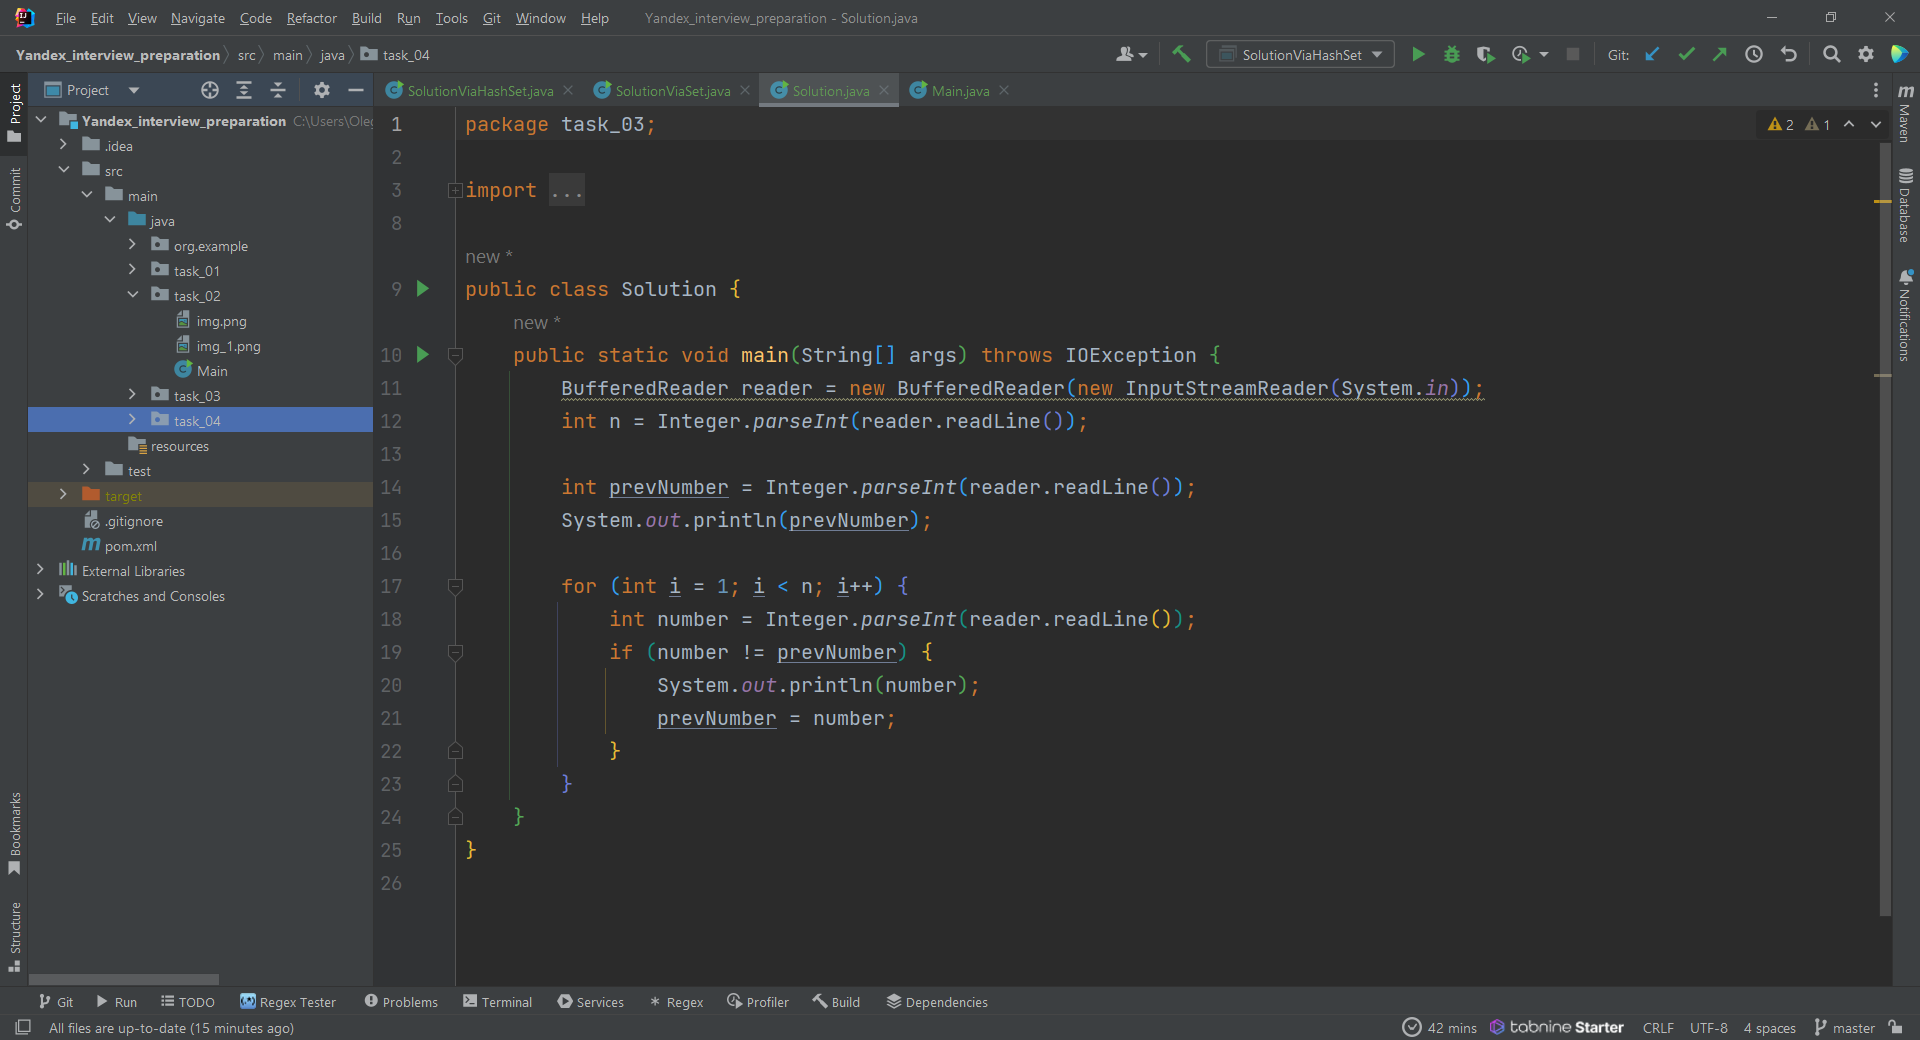 File Edit View Navigate Code Refactor Build Run Tools Git Window Help Yandex_interview_preparation - Solution.java
Yandex_interview_preparation src main java task_04 SolutionViaHashSet Git:
Project
SolutionViaHashSet.java SolutionViaSet.java Solution.java Main.java
Project
Commit
Bookmarks
Structure
Yandex_interview_preparation C:\Users\Oleg
.idea
src
main
java
org.example
task_01
task_02
img.png
img_1.png
Main
task_03
task_04
resources
test
target
.gitignore
pom.xml
External Libraries
Scratches and Consoles
1 package task_03;
2
3 import ...
8
new *
9 public class Solution {
new *
10 public static void main(String[] args) throws IOException {
11 BufferedReader reader = new BufferedReader(new InputStreamReader(System.in));
12 int n = Integer.parseInt(reader.readLine());
13
14 int prevNumber = Integer.parseInt(reader.readLine());
15 System.out.println(prevNumber);
16
17 for (int i = 1; i < n; i++) {
18 int number = Integer.parseInt(reader.readLine());
19 if (number != prevNumber) {
20 System.out.println(number);
21 prevNumber = number;
22 }
23 }
24 }
25 }
26
2 1
Maven
Database
Notifications
Git Run TODO Regex Tester Problems Terminal Services Regex Profiler Build Dependencies
All files are up-to-date (15 minutes ago) 42 mins tabnine Starter CRLF UTF-8 4 spaces master